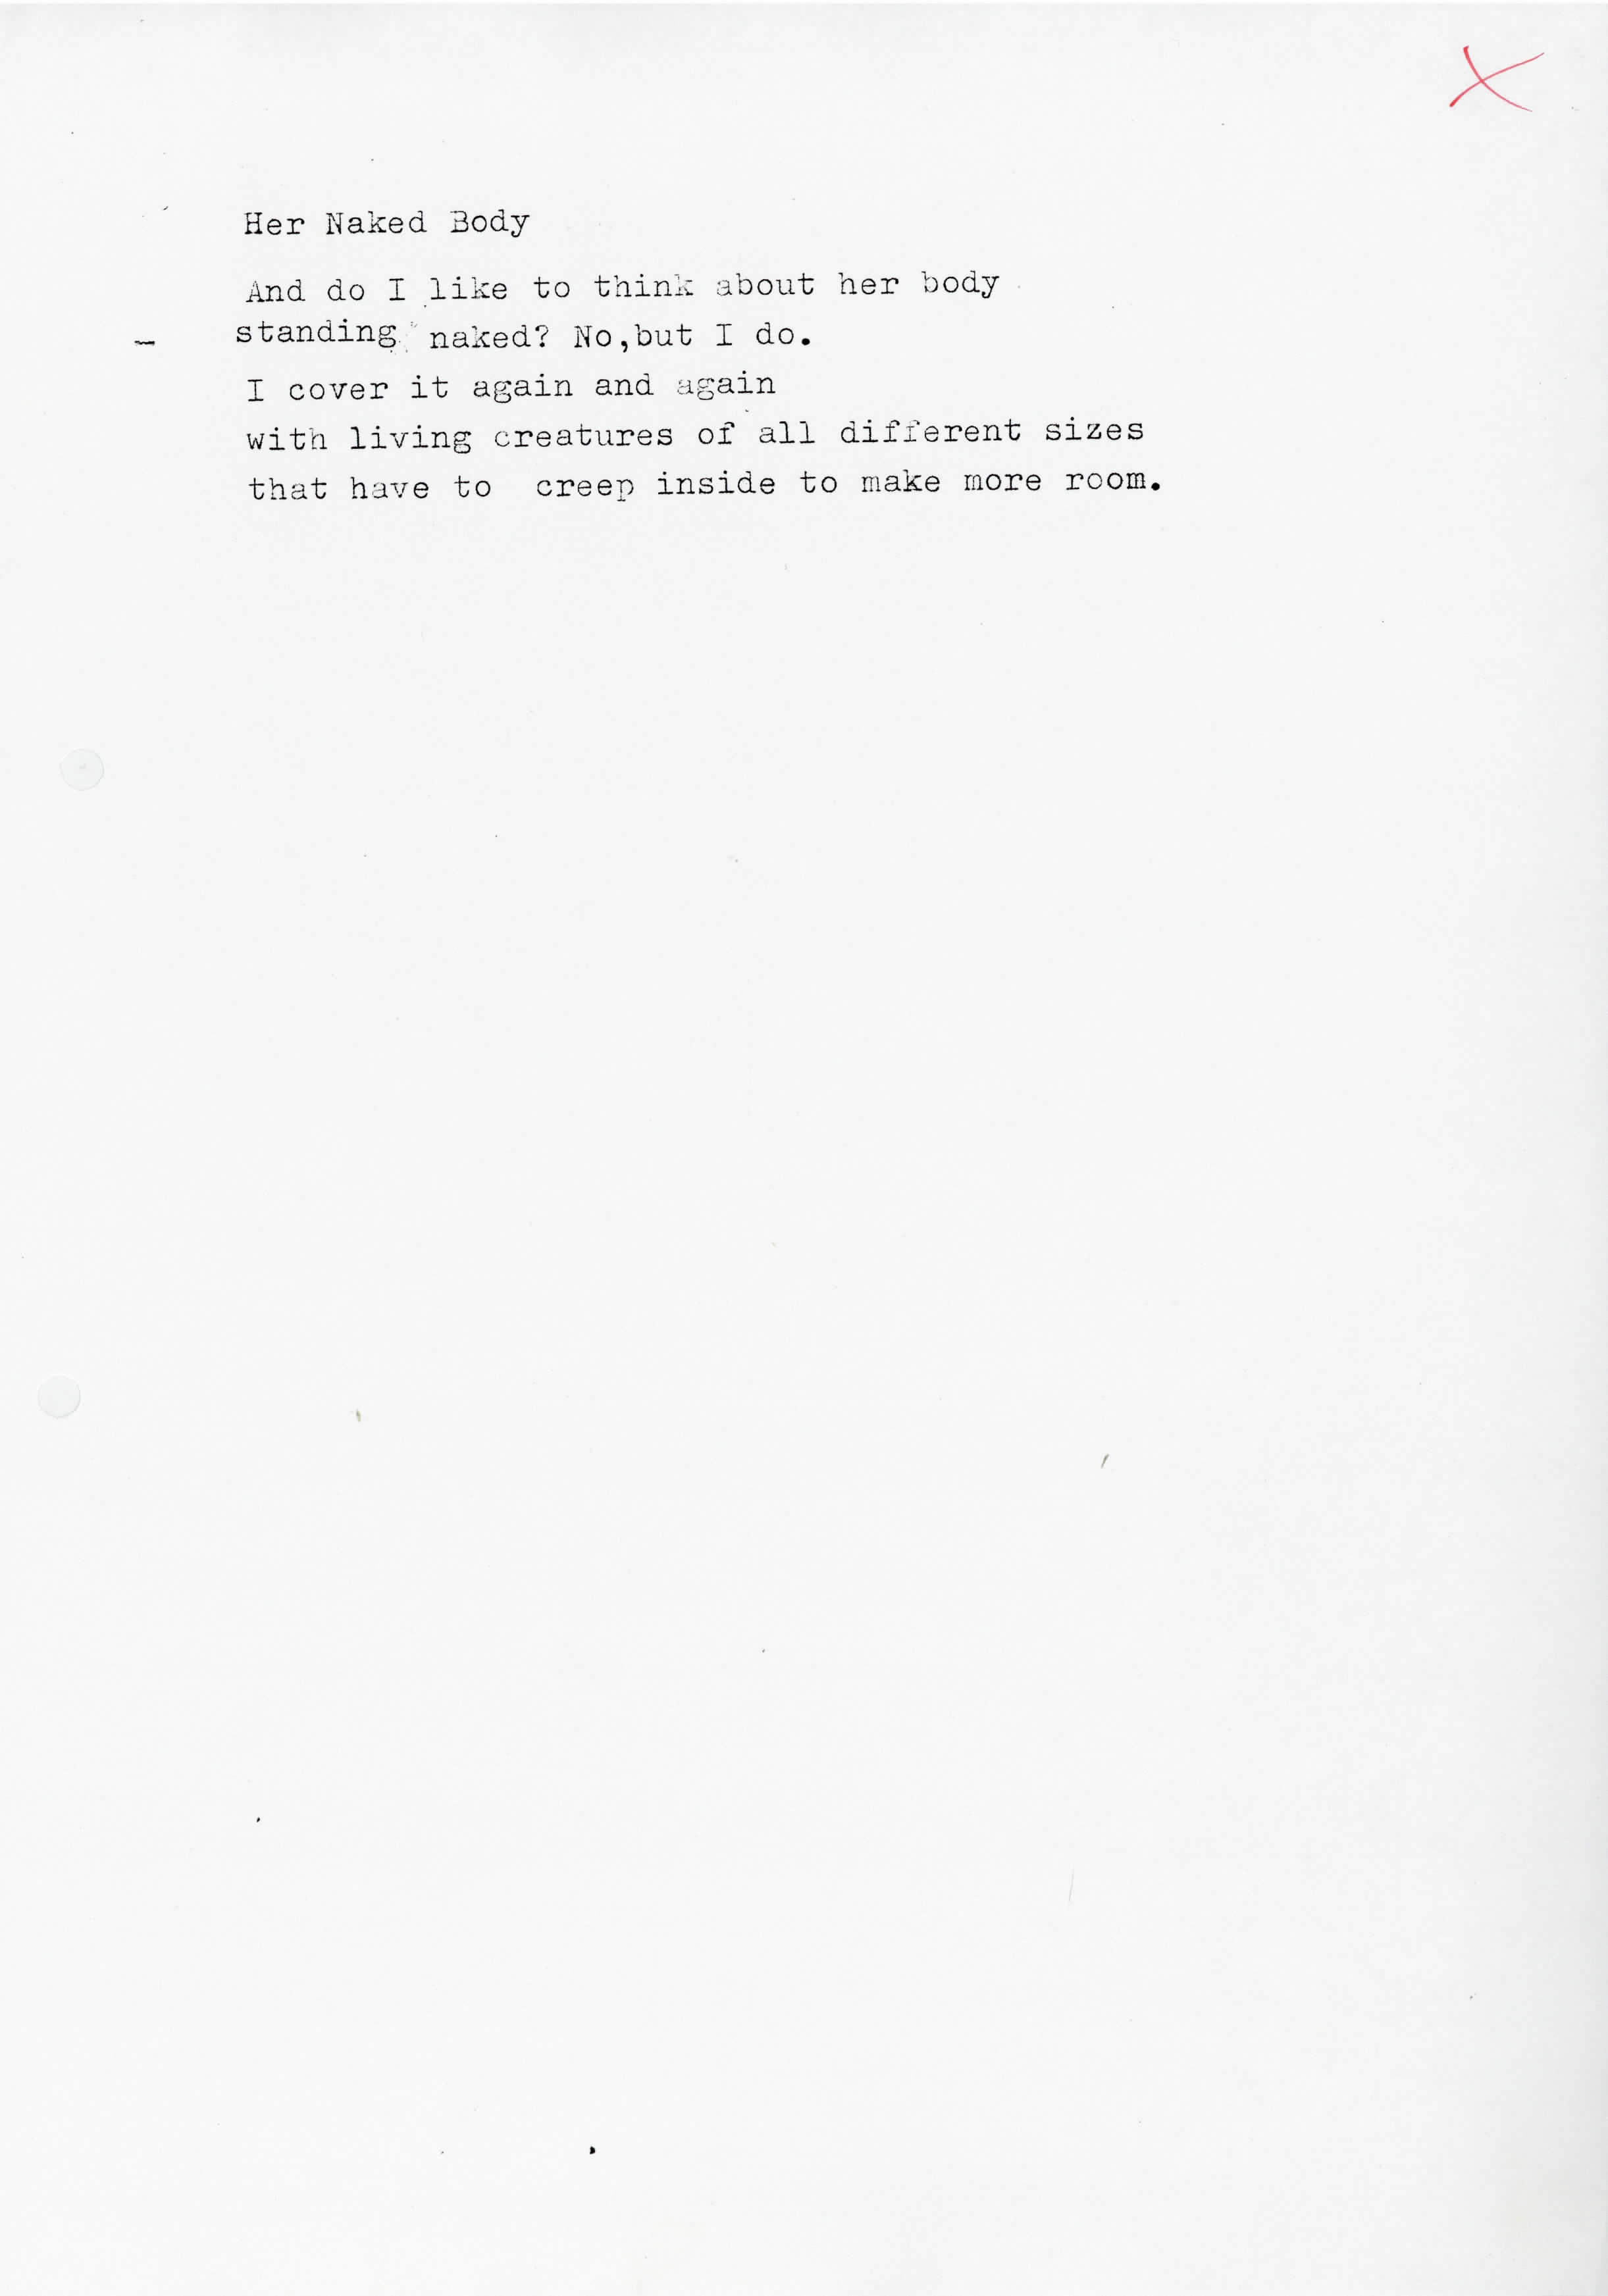 Her Naked Body
And do I like to think about her body
standing naked? No,but I do.
I cover it again and again
with living creatures of all different sizes
that have to creep inside to make more room.